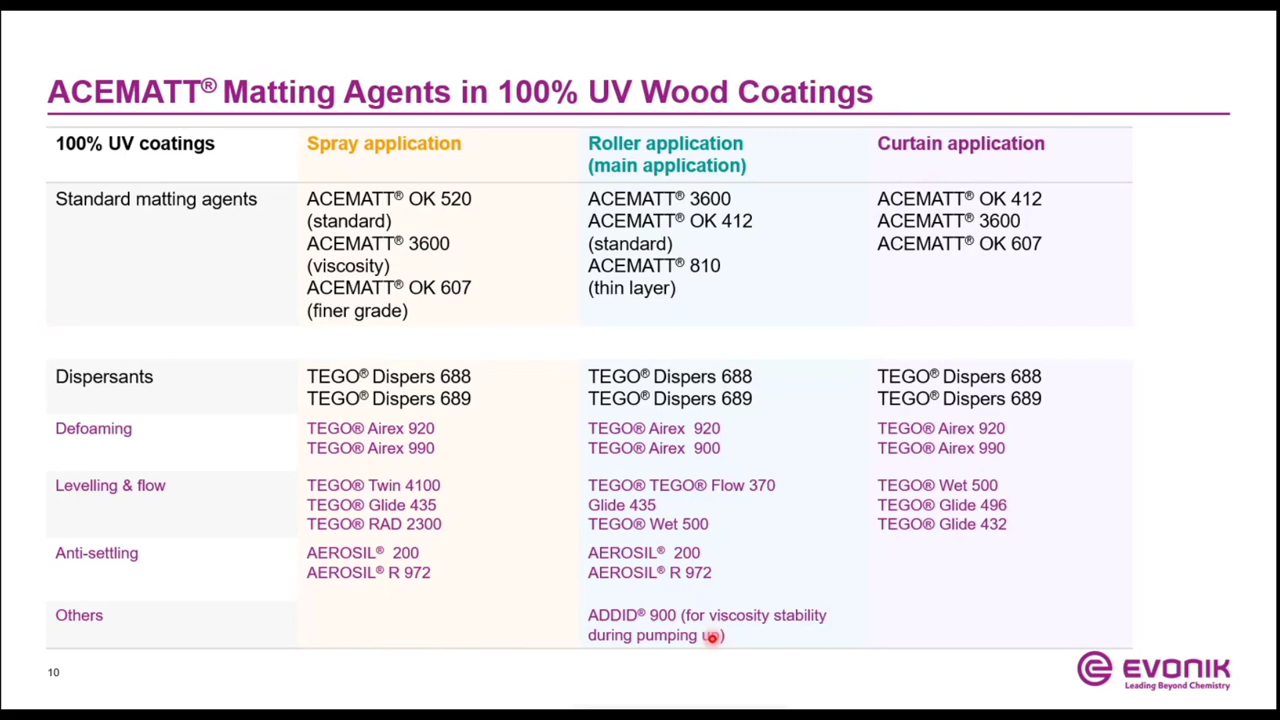 ACEMATT® Matting Agents in 100% UV Wood Coatings
100% UV coatings
Spray application
Roller application
(main application)
Curtain application
Standard matting agents
ACEMATT® OK 520
(standard)
ACEMATT® 3600
(viscosity)
ACEMATT® OK 607
(finer grade)
ACEMATT® 3600
ACEMATT® OK 412
(standard)
ACEMATT® 810
(thin layer)
ACEMATT® OK 412
ACEMATT® 3600
ACEMATT® OK 607
Dispersants
TEGO® Dispers 688
TEGO® Dispers 689
TEGO® Dispers 688
TEGO® Dispers 689
TEGO® Dispers 688
TEGO® Dispers 689
Defoaming
TEGO® Airex 920
TEGO® Airex 990
TEGO® Airex 920
TEGO® Airex 900
TEGO® Airex 920
TEGO® Airex 990
Levelling & flow
TEGO® Twin 4100
TEGO® Glide 435
TEGO® RAD 2300
TEGO® TEGO® Flow 370
Glide 435
TEGO® Wet 500
TEGO® Wet 500
TEGO® Glide 496
TEGO® Glide 432
Anti-settling
AEROSIL® 200
AEROSIL® R 972
AEROSIL® 200
AEROSIL® R 972
Others
ADDID® 900 (for viscosity stability
during pumping up)
10
EVONIK
Leading Beyond Chemistry